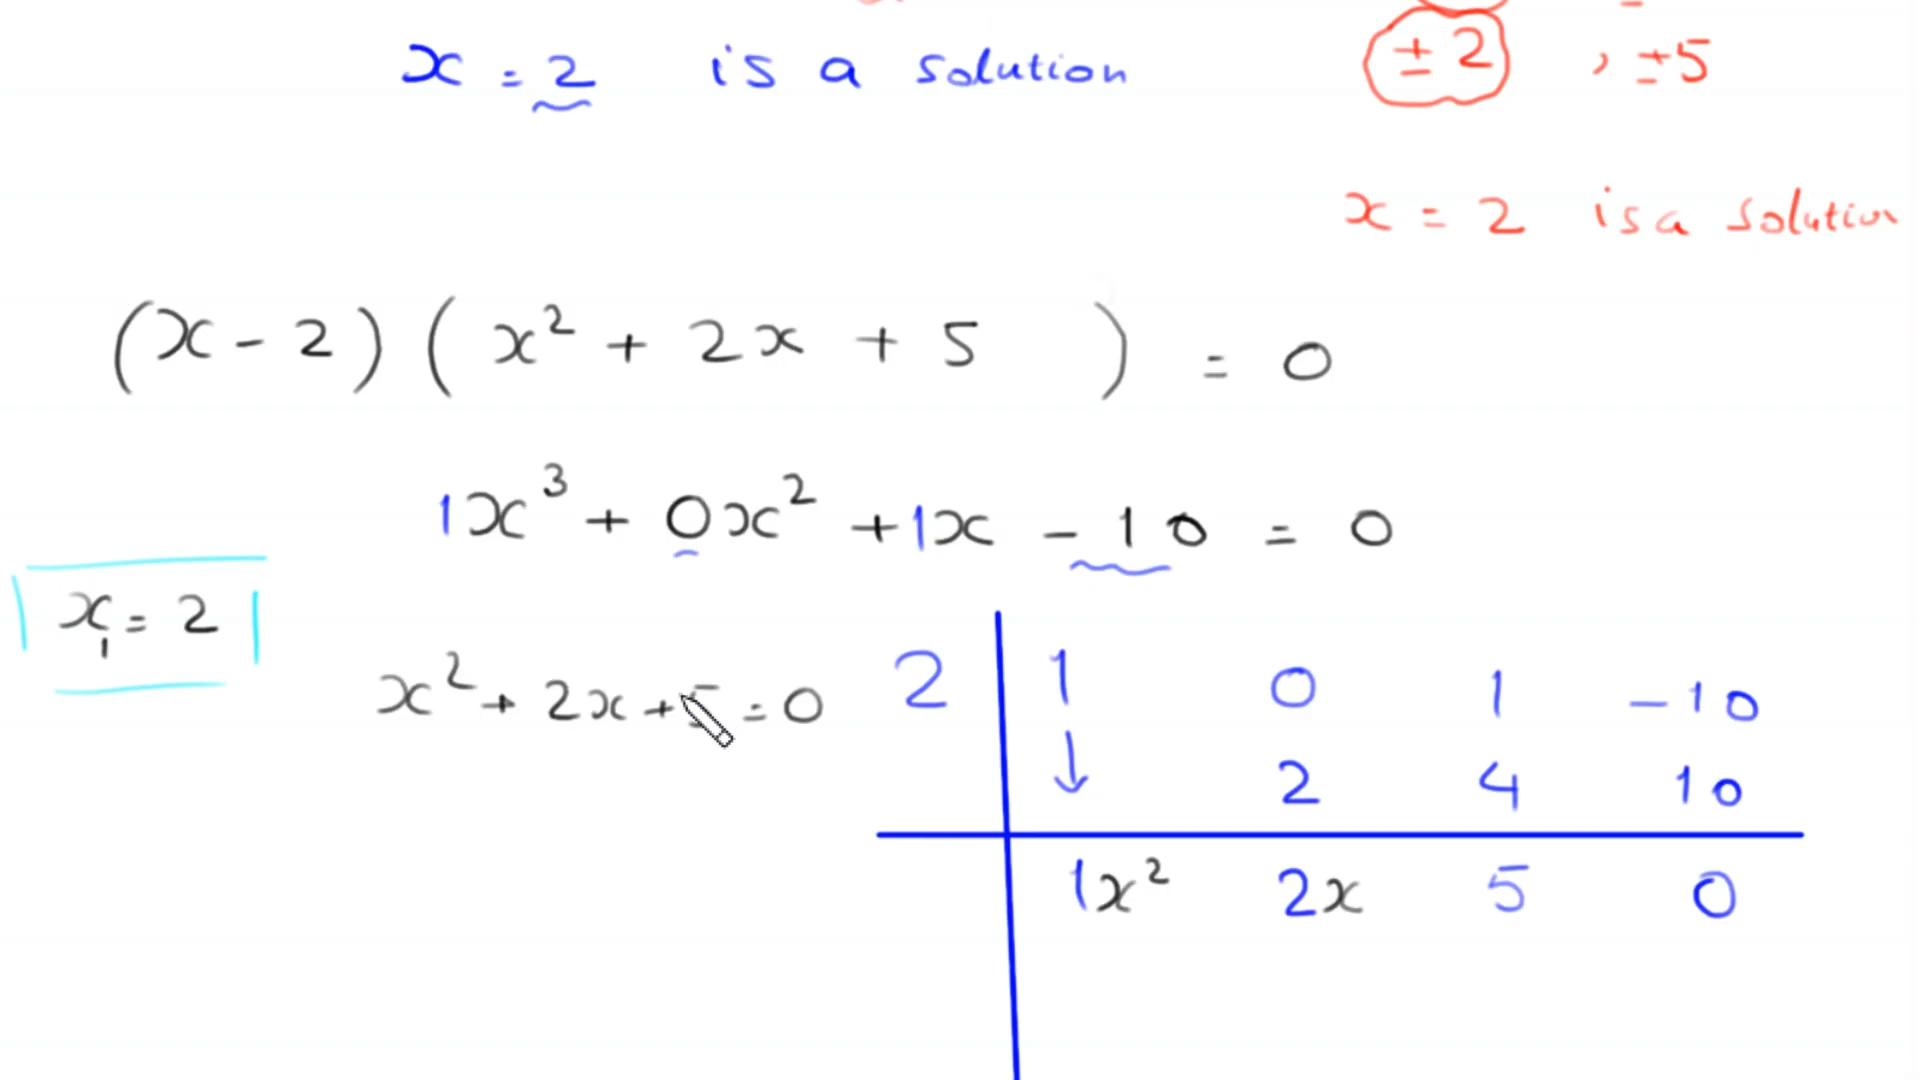 x = 2 is a solution
± 2 , ±5
x = 2 is a solution
(x - 2) ( x² + 2x + 5 ) = 0
1x³ + 0x² + 1x - 10 = 0
x₁ = 2
x² + 2x + 5 = 0
2 1 0 1 -10
↓ 2 4 10
1x² 2x 5 0